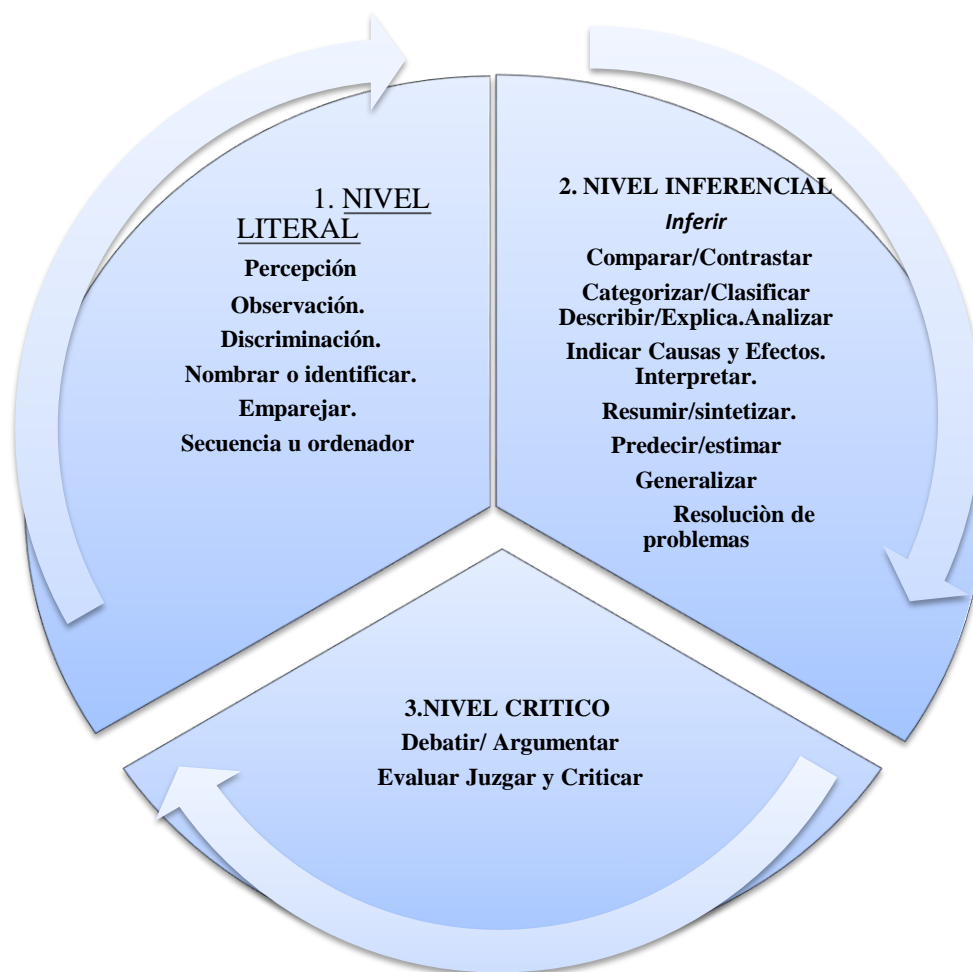 1. NIVEL
LITERAL
Percepción
Observación.
Discriminación.
Nombrar o identificar.
Emparejar.
Secuencia u ordenador
2. NIVEL INFERENCIAL
Inferir
Comparar/Contrastar
Categorizar/Clasificar
Describir/Explica.Analizar
Indicar Causas y Efectos.
Interpretar.
Resumir/sintetizar.
Predecir/estimar
Generalizar
Resoluciòn de
problemas
3.NIVEL CRITICO
Debatir/ Argumentar
Evaluar Juzgar y Criticar